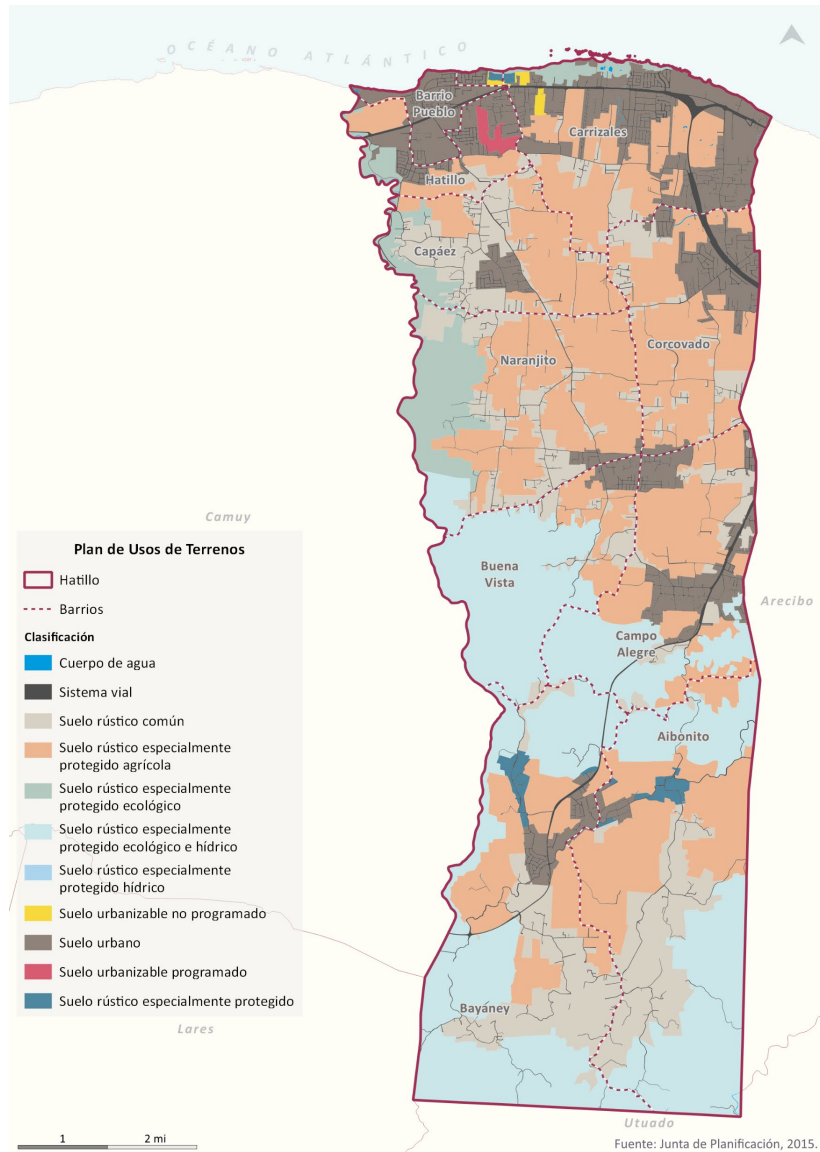 OCÉANO ATLÁNTICO
Barrio
Pueblo
Carrizales
Hatillo
Capáez
Naranjito
Corcovado
Camuy
Buena
Vista
Arecibo
Campo
Alegre
Aibonito
Bayaney
Lares
Utuado
Plan de Usos de Terrenos
Hatillo
Barrios
Clasificación
Cuerpo de agua
Sistema vial
Suelo rústico común
Suelo rústico especialmente
protegido agrícola
Suelo rústico especialmente
protegido ecológico
Suelo rústico especialmente
protegido ecológico e hídrico
Suelo rústico especialmente
protegido hídrico
Suelo urbanizable no programado
Suelo urbano
Suelo urbanizable programado
Suelo rústico especialmente protegido
1 2 mi
Fuente: Junta de Planificación, 2015.